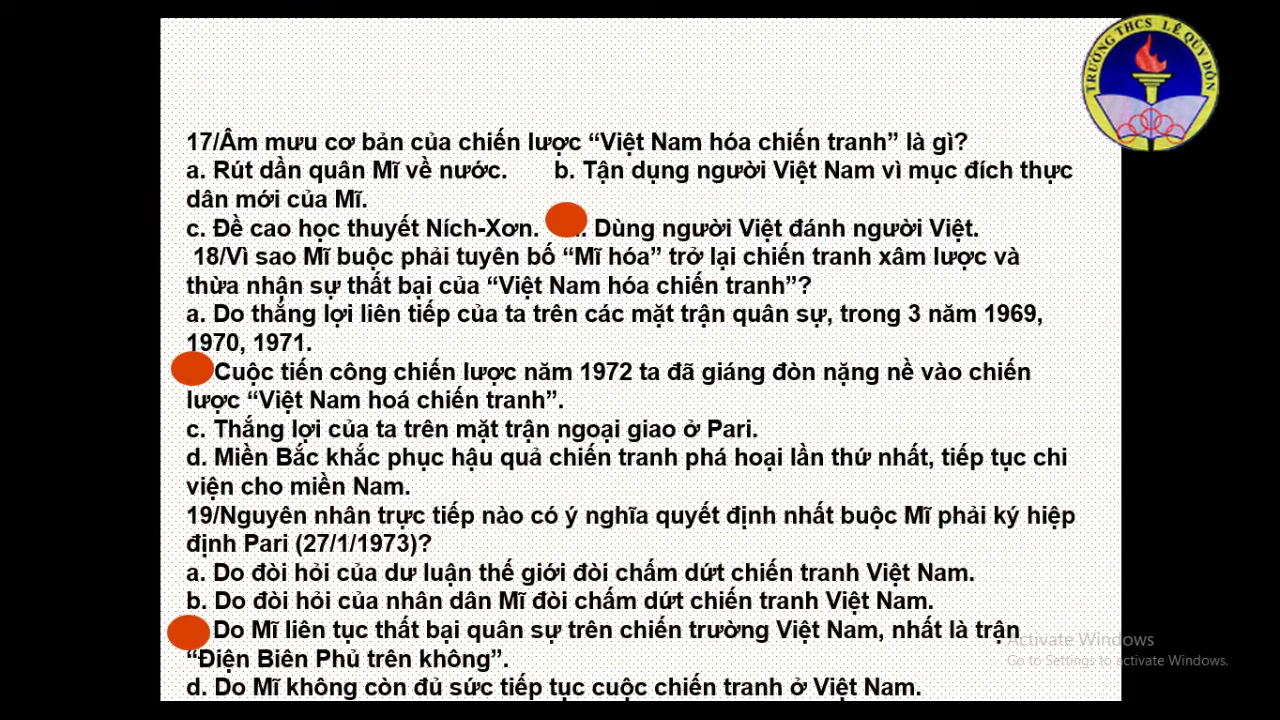 TRƯỜNG THCS LÊ QUÝ ĐÔN
17/Âm mưu cơ bản của chiến lược “Việt Nam hóa chiến tranh” là gì?
a. Rút dần quân Mĩ về nước. b. Tận dụng người Việt Nam vì mục đích thực
dân mới của Mĩ.
c. Đề cao học thuyết Ních-Xơn. . Dùng người Việt đánh người Việt.
18/Vì sao Mĩ buộc phải tuyên bố “Mĩ hóa” trở lại chiến tranh xâm lược và
thừa nhận sự thất bại của “Việt Nam hóa chiến tranh”?
a. Do thắng lợi liên tiếp của ta trên các mặt trận quân sự, trong 3 năm 1969,
1970, 1971.
Cuộc tiến công chiến lược năm 1972 ta đã giáng đòn nặng nề vào chiến
lược “Việt Nam hoá chiến tranh”.
c. Thắng lợi của ta trên mặt trận ngoại giao ở Pari.
d. Miền Bắc khắc phục hậu quả chiến tranh phá hoại lần thứ nhất, tiếp tục chi
viện cho miền Nam.
19/Nguyên nhân trực tiếp nào có ý nghĩa quyết định nhất buộc Mĩ phải ký hiệp
định Pari (27/1/1973)?
a. Do đòi hỏi của dư luận thế giới đòi chấm dứt chiến tranh Việt Nam.
b. Do đòi hỏi của nhân dân Mĩ đòi chấm dứt chiến tranh Việt Nam.
Do Mĩ liên tục thất bại quân sự trên chiến trường Việt Nam, nhất là trận
“Điện Biên Phủ trên không”.
d. Do Mĩ không còn đủ sức tiếp tục cuộc chiến tranh ở Việt Nam.
Activate Windows
Go to Settings to activate Windows.